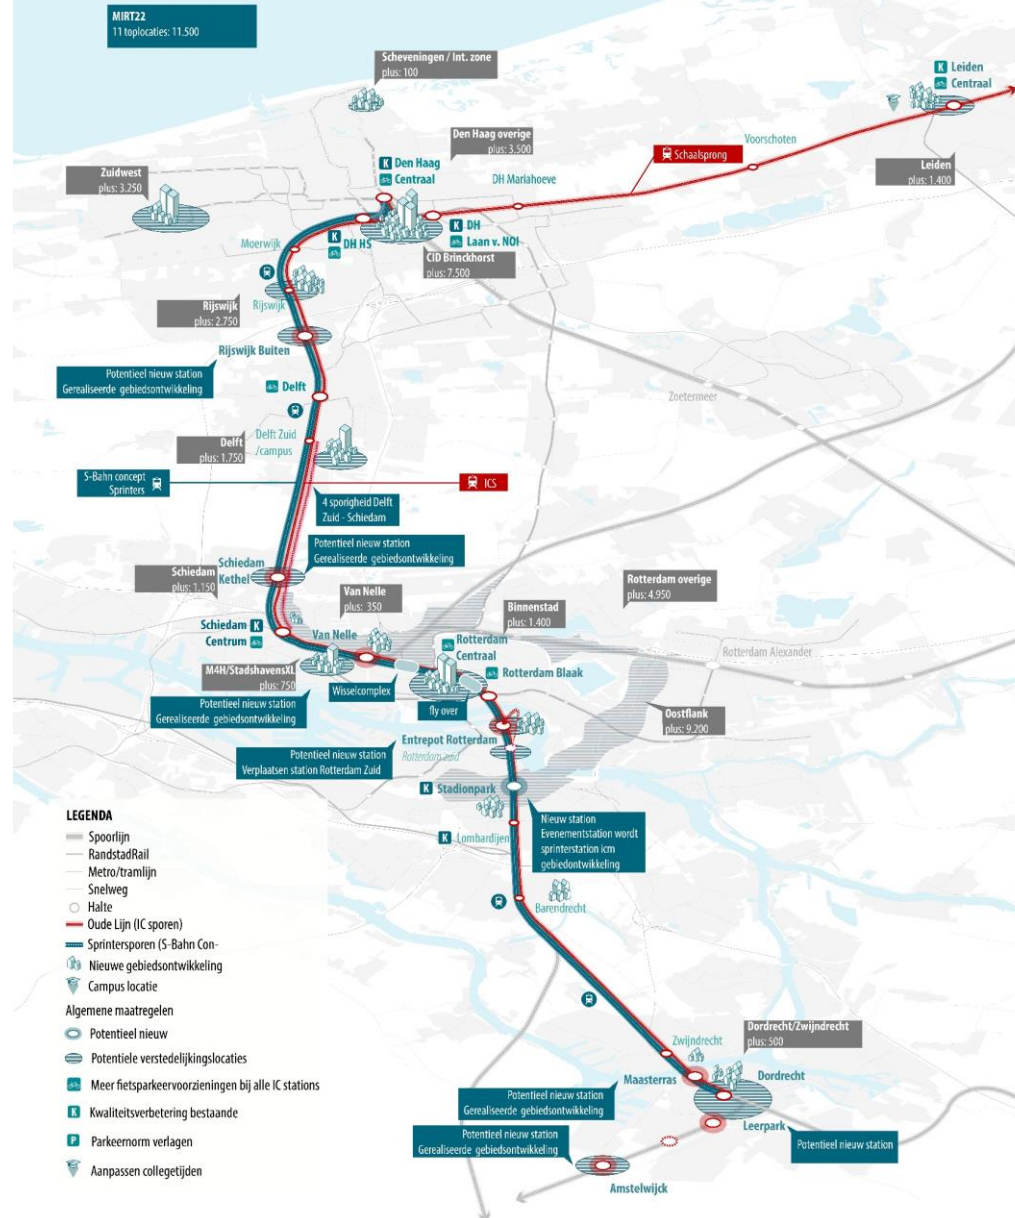 MIRT22
11 toplocaties: 11.500
Scheveningen / Int. zone
plus: 100
Leiden
Centraal
Den Haag overige
plus: 3.500
Voorschoten
Schaalsprong
Den Haag
Centraal
Leiden
plus: 1.400
Zuidwest
plus: 3.250
DH Mariahoeve
DH
Laan v. NOI
DH HS
Moerwijk
CID Brinckhorst
plus: 7.500
Rijswijk
plus: 2.750
Rijswijk
Rijswijk Buiten
Potentieel nieuw station
Gerealiseerde gebiedsontwikkeling
Delft
Zoetermeer
Delft
plus: 1.750
Delft Zuid
/campus
S-Bahn concept
Sprinters
ICS
4 sporigheid Delft
Zuid - Schiedam
Potentieel nieuw station
Gerealiseerde gebiedsontwikkeling
Schiedam
Kethel
Schiedam
plus: 1.150
Van Nelle
plus: 350
Rotterdam overige
plus: 4.950
Binnenstad
plus: 1.400
Schiedam
Centrum
Van Nelle
Rotterdam
Centraal
Rotterdam Alexander
M4H/StadshavensXL
plus: 750
Rotterdam Blaak
Wisselcomplex
Potentieel nieuw station
Gerealiseerde gebiedsontwikkeling
fly over
Oostflank
plus: 9.200
Entrepot Rotterdam
Rotterdam zuid
Potentieel nieuw station
Verplaatsen station Rotterdam Zuid
Stadionpark
Nieuw station
Evenementstation wordt
sprinterstation icm
gebiedontwikkeling
Lombardijen
Barendrecht
LEGENDA
Spoorlijn
RandstadRail
Metro/tramlijn
Snelweg
Halte
Oude Lijn (IC sporen)
Sprintersporen (S-Bahn Con-
Nieuwe gebiedsontwikkeling
Campus locatie
Algemene maatregelen
Potentieel nieuw
Potentiele verstedelijkingslocaties
Meer fietsparkeervoorzieningen bij alle IC stations
K Kwaliteitsverbetering bestaande
P Parkeernorm verlagen
Aanpassen collegetijden
Dordrecht/Zwijndrecht
plus: 500
Zwijndrecht
Maasterras
Dordrecht
Potentieel nieuw station
Gerealiseerde gebiedsontwikkeling
Leerpark
Potentieel nieuw station
Potentieel nieuw station
Gerealiseerde gebiedsontwikkeling
Amstelwijck